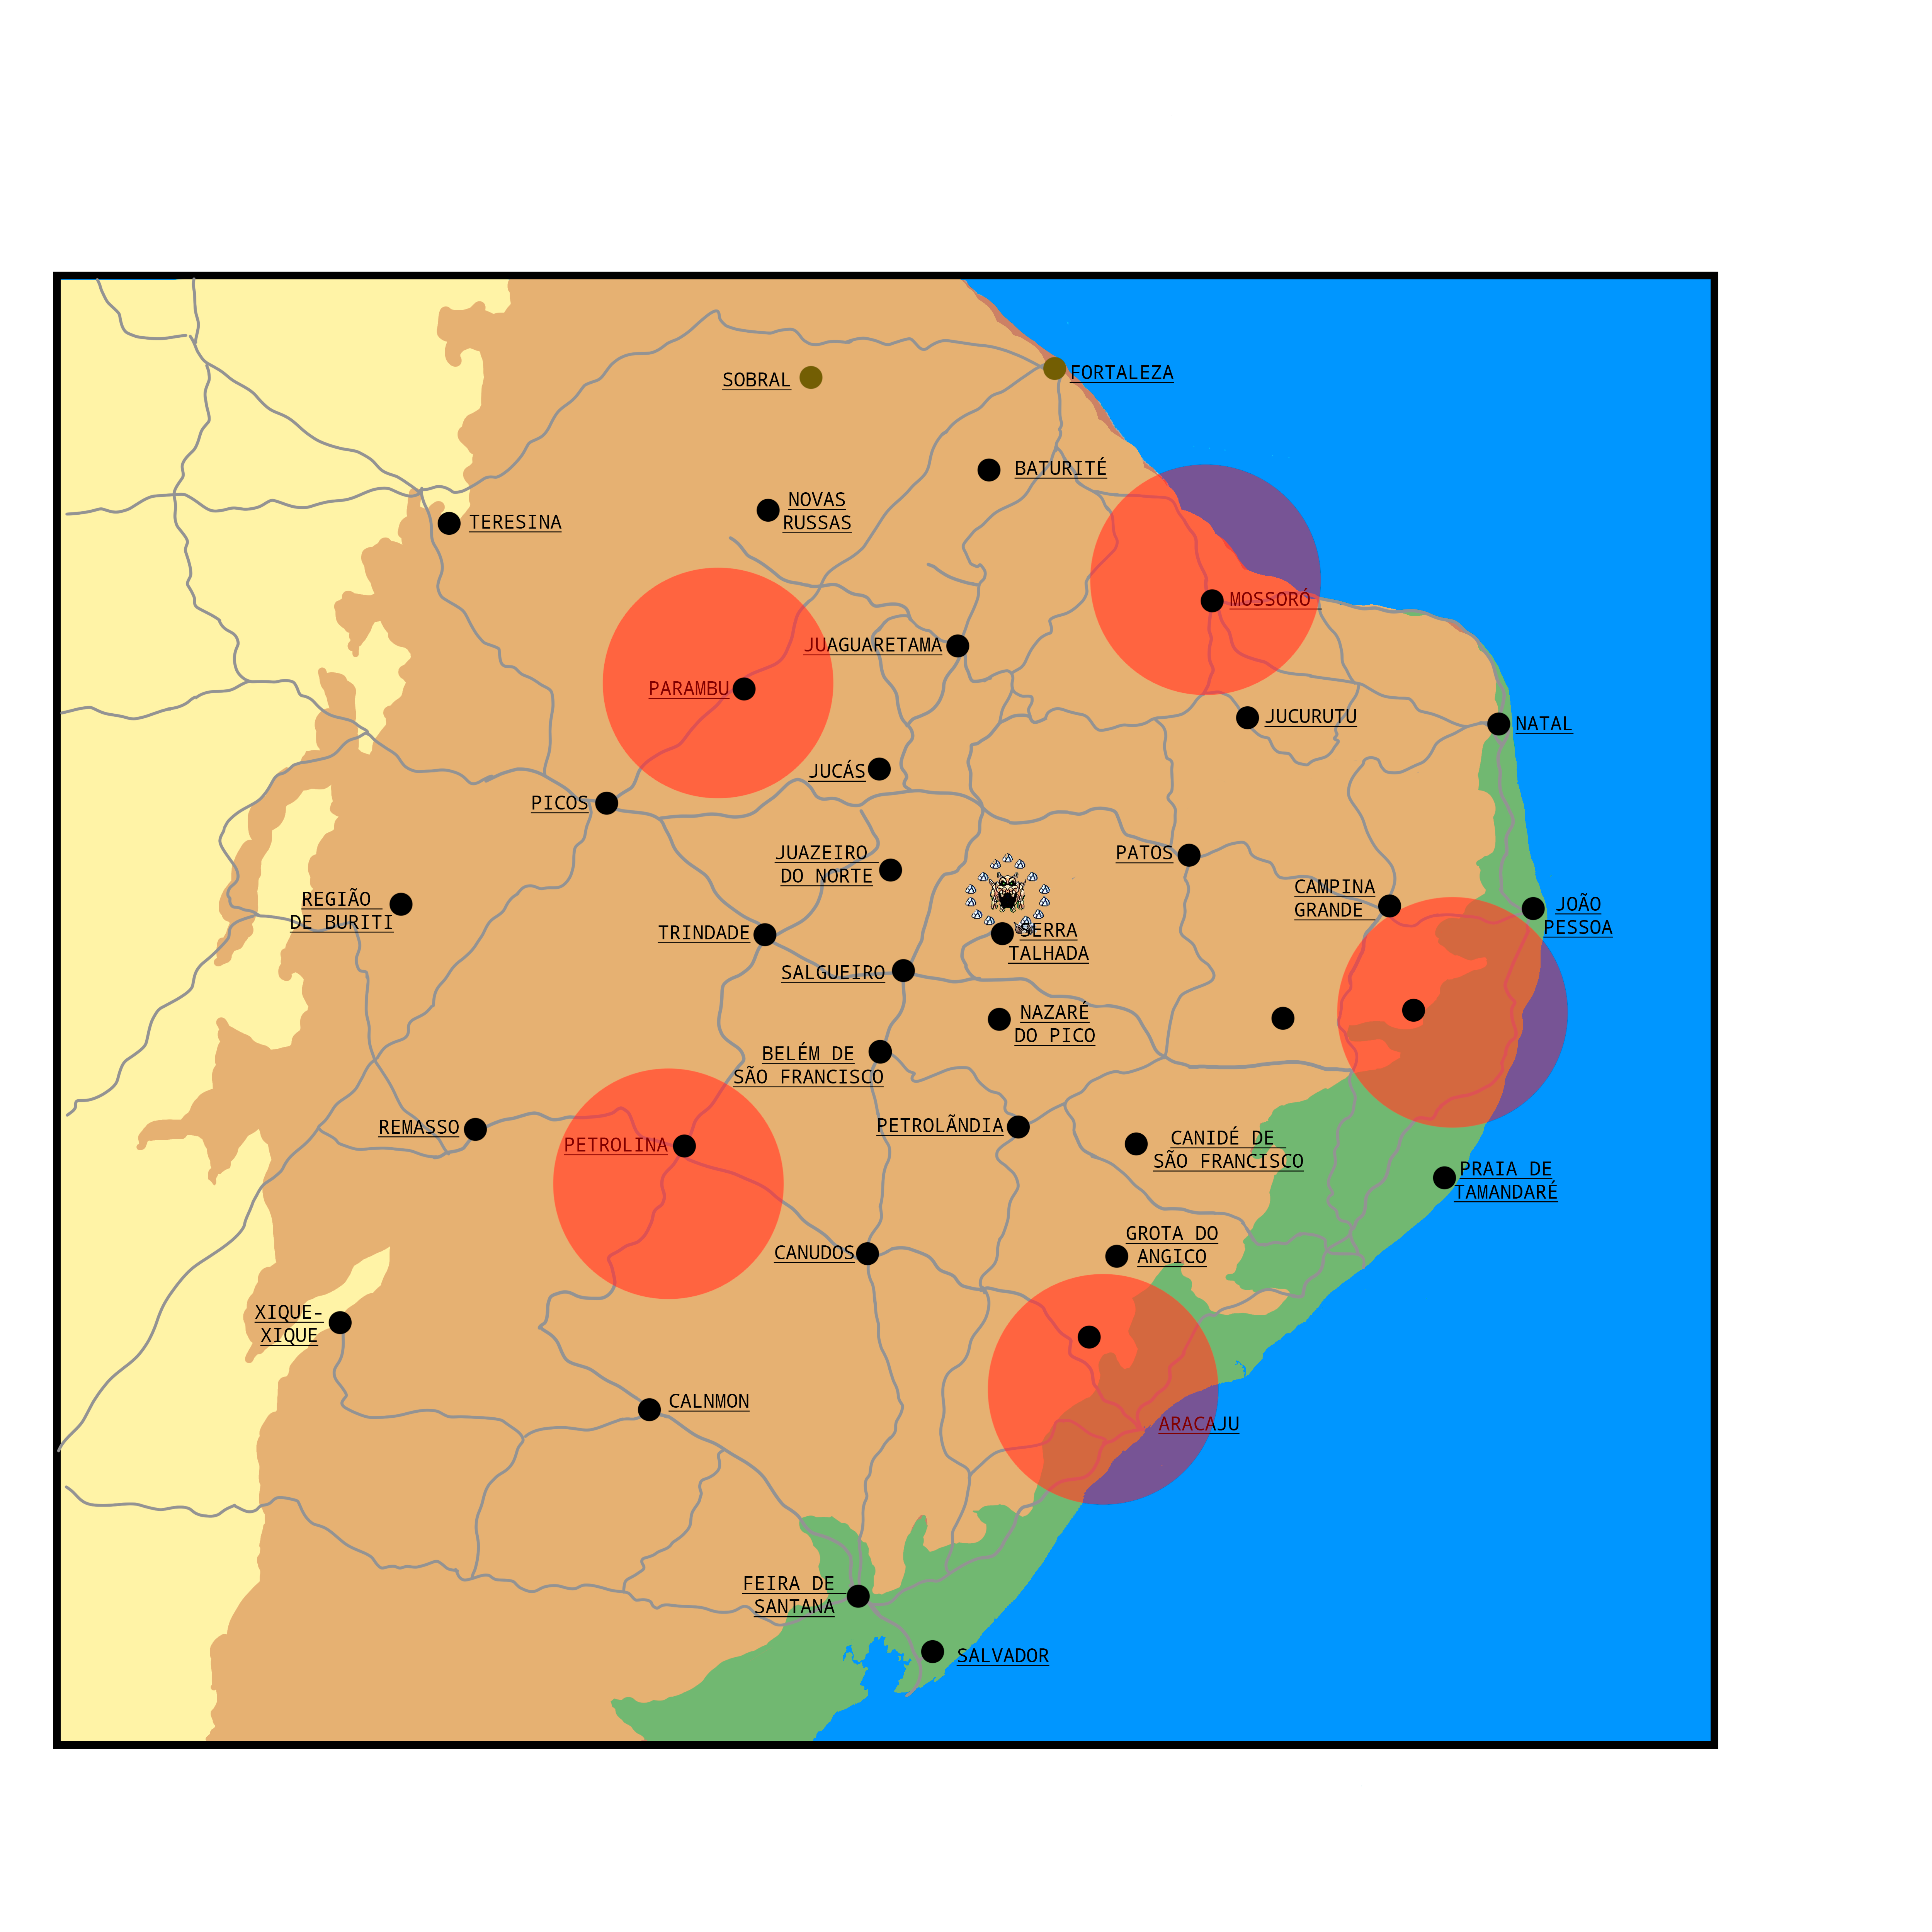 SOBRAL
FORTALEZA
BATURITÉ
NOVAS
RUSSAS
TERESINA
MOSSORÓ
JUAGUARETAMA
PARAMBU
JUCURUTU
NATAL
JUCÁS
PICOS
JUAZEIRO
DO NORTE
PATOS
CAMPINA
GRANDE
REGIÃO
DE BURITI
JOÃO
PESSOA
TRINDADE
SERRA
TALHADA
SALGUEIRO
NAZARÉ
DO PICO
BELÉM DE
SÃO FRANCISCO
REMASSO
PETROLÃNDIA
PETROLINA
CANIDÉ DE
SÃO FRANCISCO
PRAIA DE
TAMANDARÉ
GROTA DO
ANGICO
CANUDOS
XIQUE-
XIQUE
CALNMON
ARACAJU
FEIRA DE
SANTANA
SALVADOR